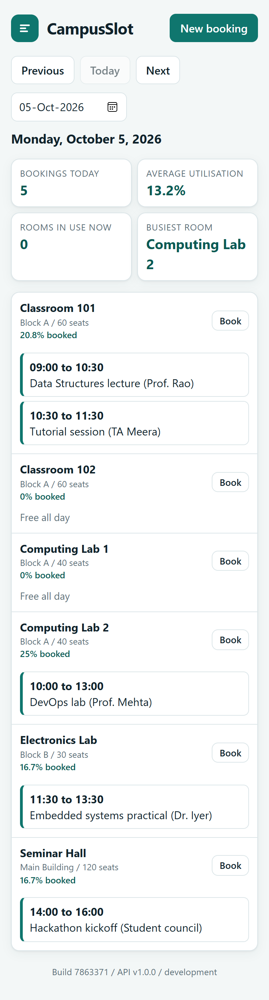 CampusSlot
New booking
Previous
Today
Next
05-Oct-2026
Monday, October 5, 2026
BOOKINGS TODAY
5
AVERAGE UTILISATION
13.2%
ROOMS IN USE NOW
0
BUSIEST ROOM
Computing Lab
2
Classroom 101
Block A / 60 seats
20.8% booked
Book
09:00 to 10:30
Data Structures lecture (Prof. Rao)
10:30 to 11:30
Tutorial session (TA Meera)
Classroom 102
Block A / 60 seats
0% booked
Book
Free all day
Computing Lab 1
Block A / 40 seats
0% booked
Book
Free all day
Computing Lab 2
Block A / 40 seats
25% booked
Book
10:00 to 13:00
DevOps lab (Prof. Mehta)
Electronics Lab
Block B / 30 seats
16.7% booked
Book
11:30 to 13:30
Embedded systems practical (Dr. Iyer)
Seminar Hall
Main Building / 120 seats
16.7% booked
Book
14:00 to 16:00
Hackathon kickoff (Student council)
Build 7863371 / API v1.0.0 / development